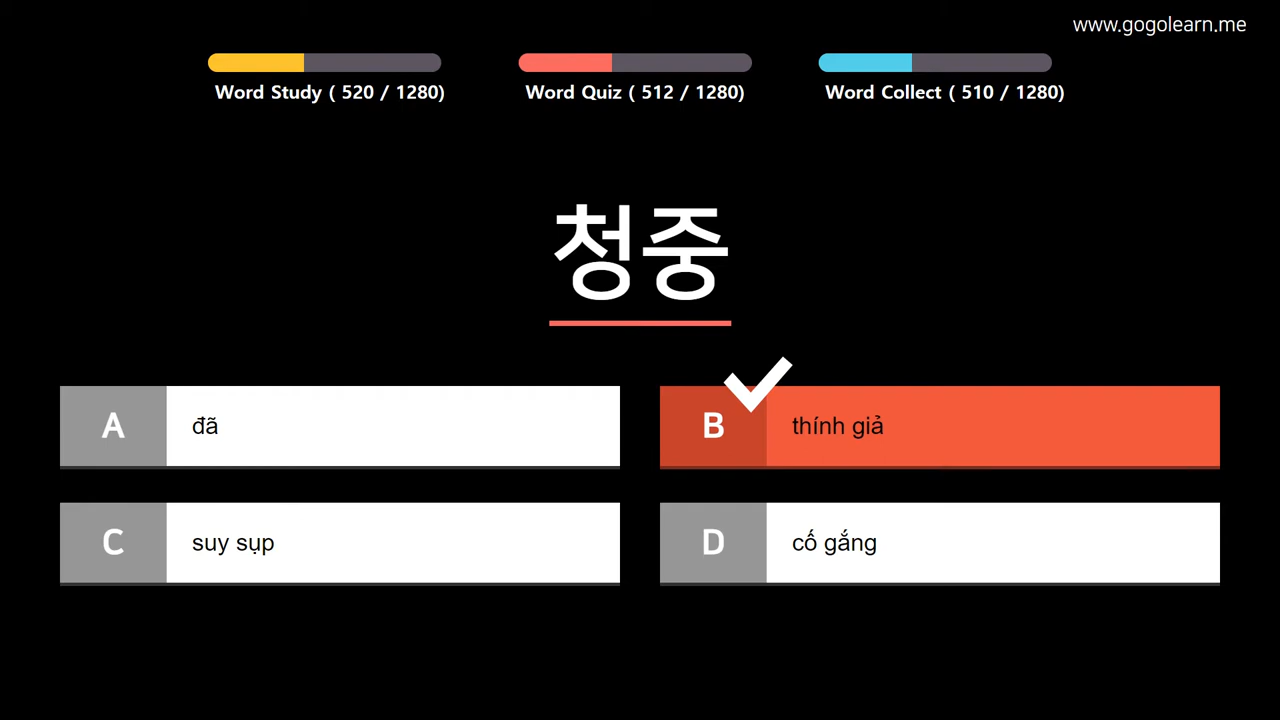 www.gogolearn.me
Word Study ( 520 / 1280)
Word Quiz ( 512 / 1280)
Word Collect ( 510 / 1280)
청중
A
đã
B
thính giả
C
suy sụp
D
cố gắng